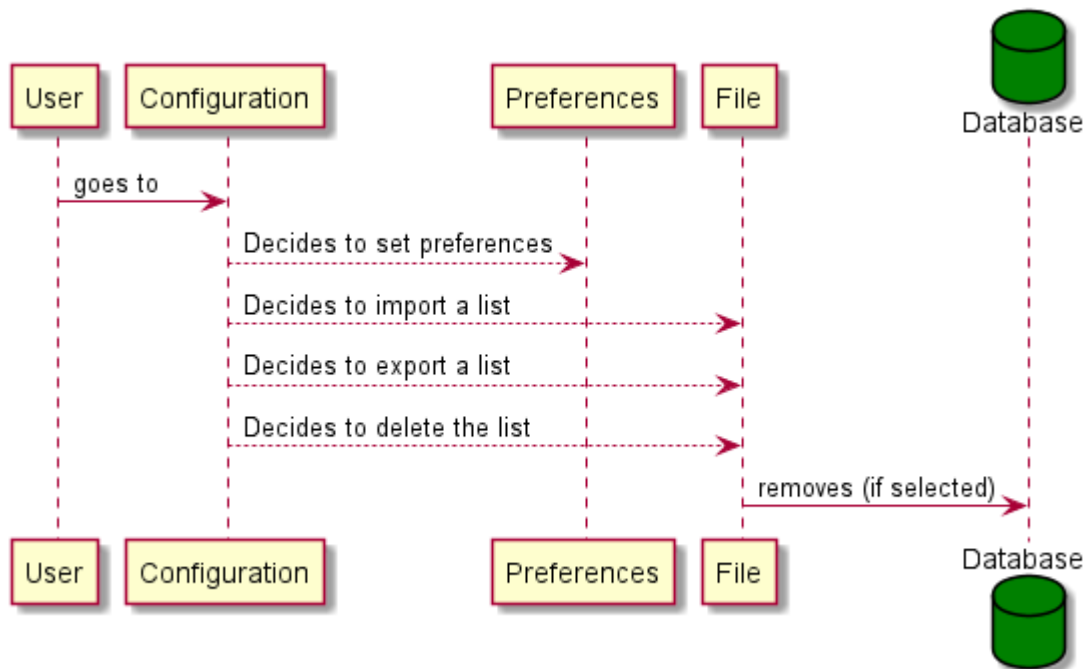 User
Configuration
Preferences
File
Database
goes to
Decides to set preferences
Decides to import a list
Decides to export a list
Decides to delete the list
removes (if selected)
User
Configuration
Preferences
File
Database